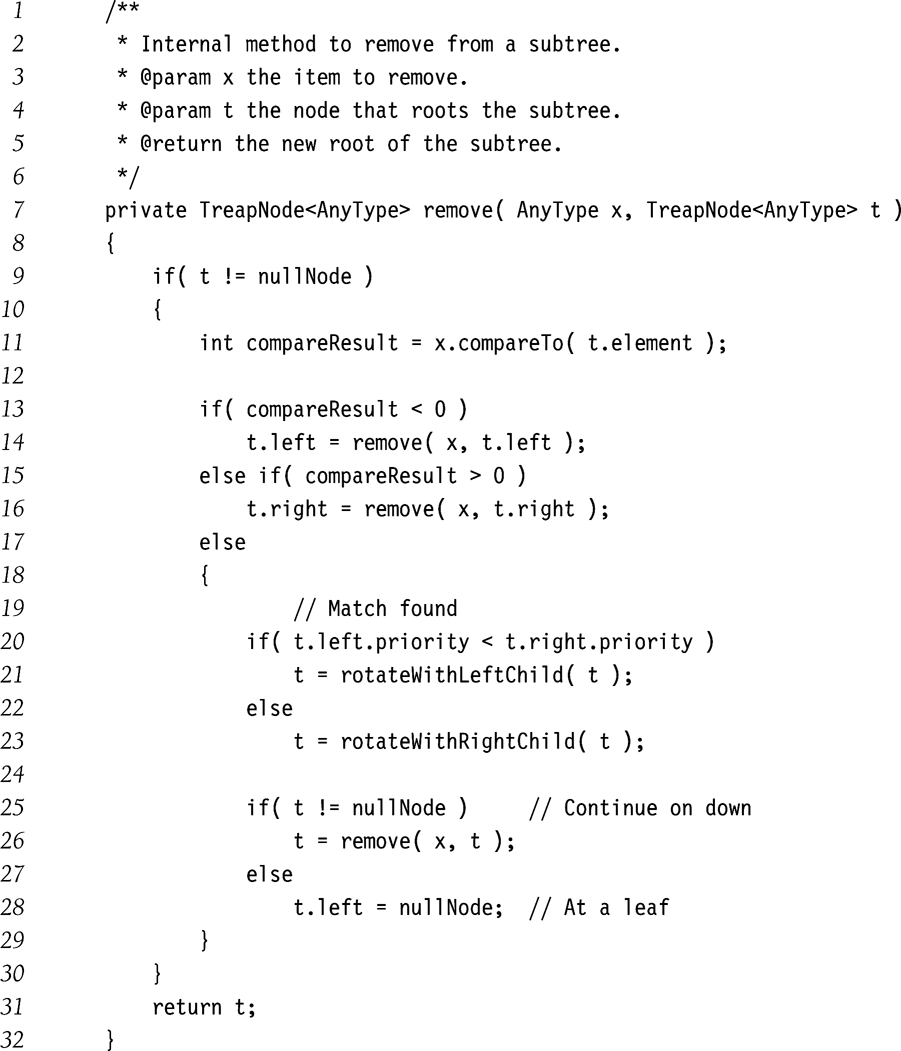 1 /**
2 * Internal method to remove from a subtree.
3 * @param x the item to remove.
4 * @param t the node that roots the subtree.
5 * @return the new root of the subtree.
6 */
7 private TreapNode<AnyType> remove( AnyType x, TreapNode<AnyType> t )
8 {
9 if( t != nullNode )
10 {
11 int compareResult = x.compareTo( t.element );
12
13 if( compareResult < 0 )
14 t.left = remove( x, t.left );
15 else if( compareResult > 0 )
16 t.right = remove( x, t.right );
17 else
18 {
19 // Match found
20 if( t.left.priority < t.right.priority )
21 t = rotateWithLeftChild( t );
22 else
23 t = rotateWithRightChild( t );
24
25 if( t != nullNode ) // Continue on down
26 t = remove( x, t );
27 else
28 t.left = nullNode; // At a leaf
29 }
30 }
31 return t;
32 }